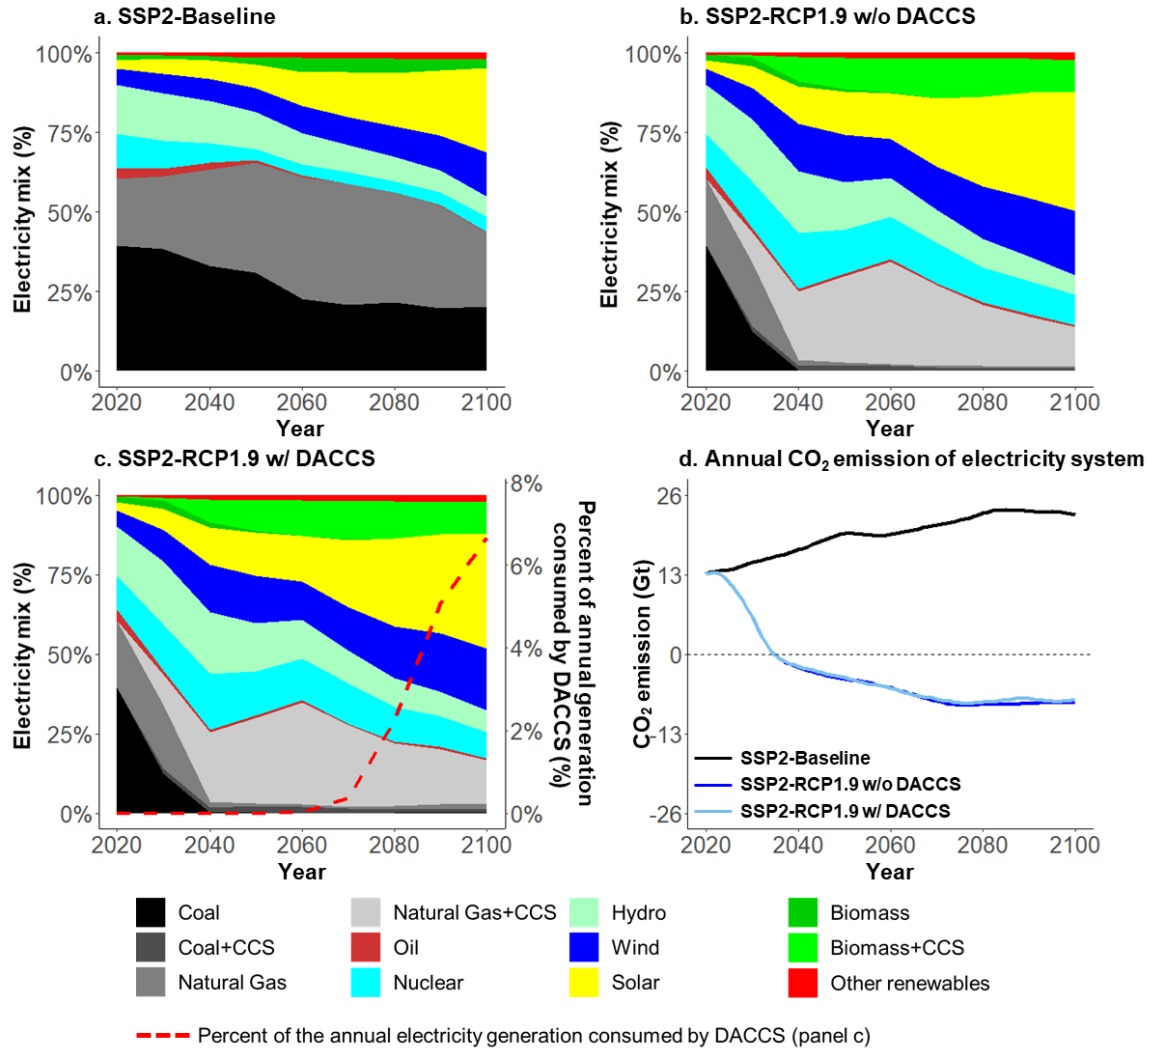 a. SSP2-Baseline
b. SSP2-RCP1.9 w/o DACCS
100%
75%
50%
25%
0%
Electricity mix (%)
2020 2040 2060 2080 2100
Year
100%
75%
50%
25%
0%
Electricity mix (%)
2020 2040 2060 2080 2100
Year
c. SSP2-RCP1.9 w/ DACCS
d. Annual CO₂ emission of electricity system
100%
75%
50%
25%
0%
Electricity mix (%)
8%
6%
4%
2%
0%
Percent of annual generation
consumed by DACCS (%)
2020 2040 2060 2080 2100
Year
26
13
0
-13
-26
CO₂ emission (Gt)
SSP2-Baseline
SSP2-RCP1.9 w/o DACCS
SSP2-RCP1.9 w/ DACCS
2020 2040 2060 2080 2100
Year
Coal
Natural Gas+CCS
Hydro
Biomass
Coal+CCS
Oil
Wind
Biomass+CCS
Natural Gas
Nuclear
Solar
Other renewables
Percent of the annual electricity generation consumed by DACCS (panel c)